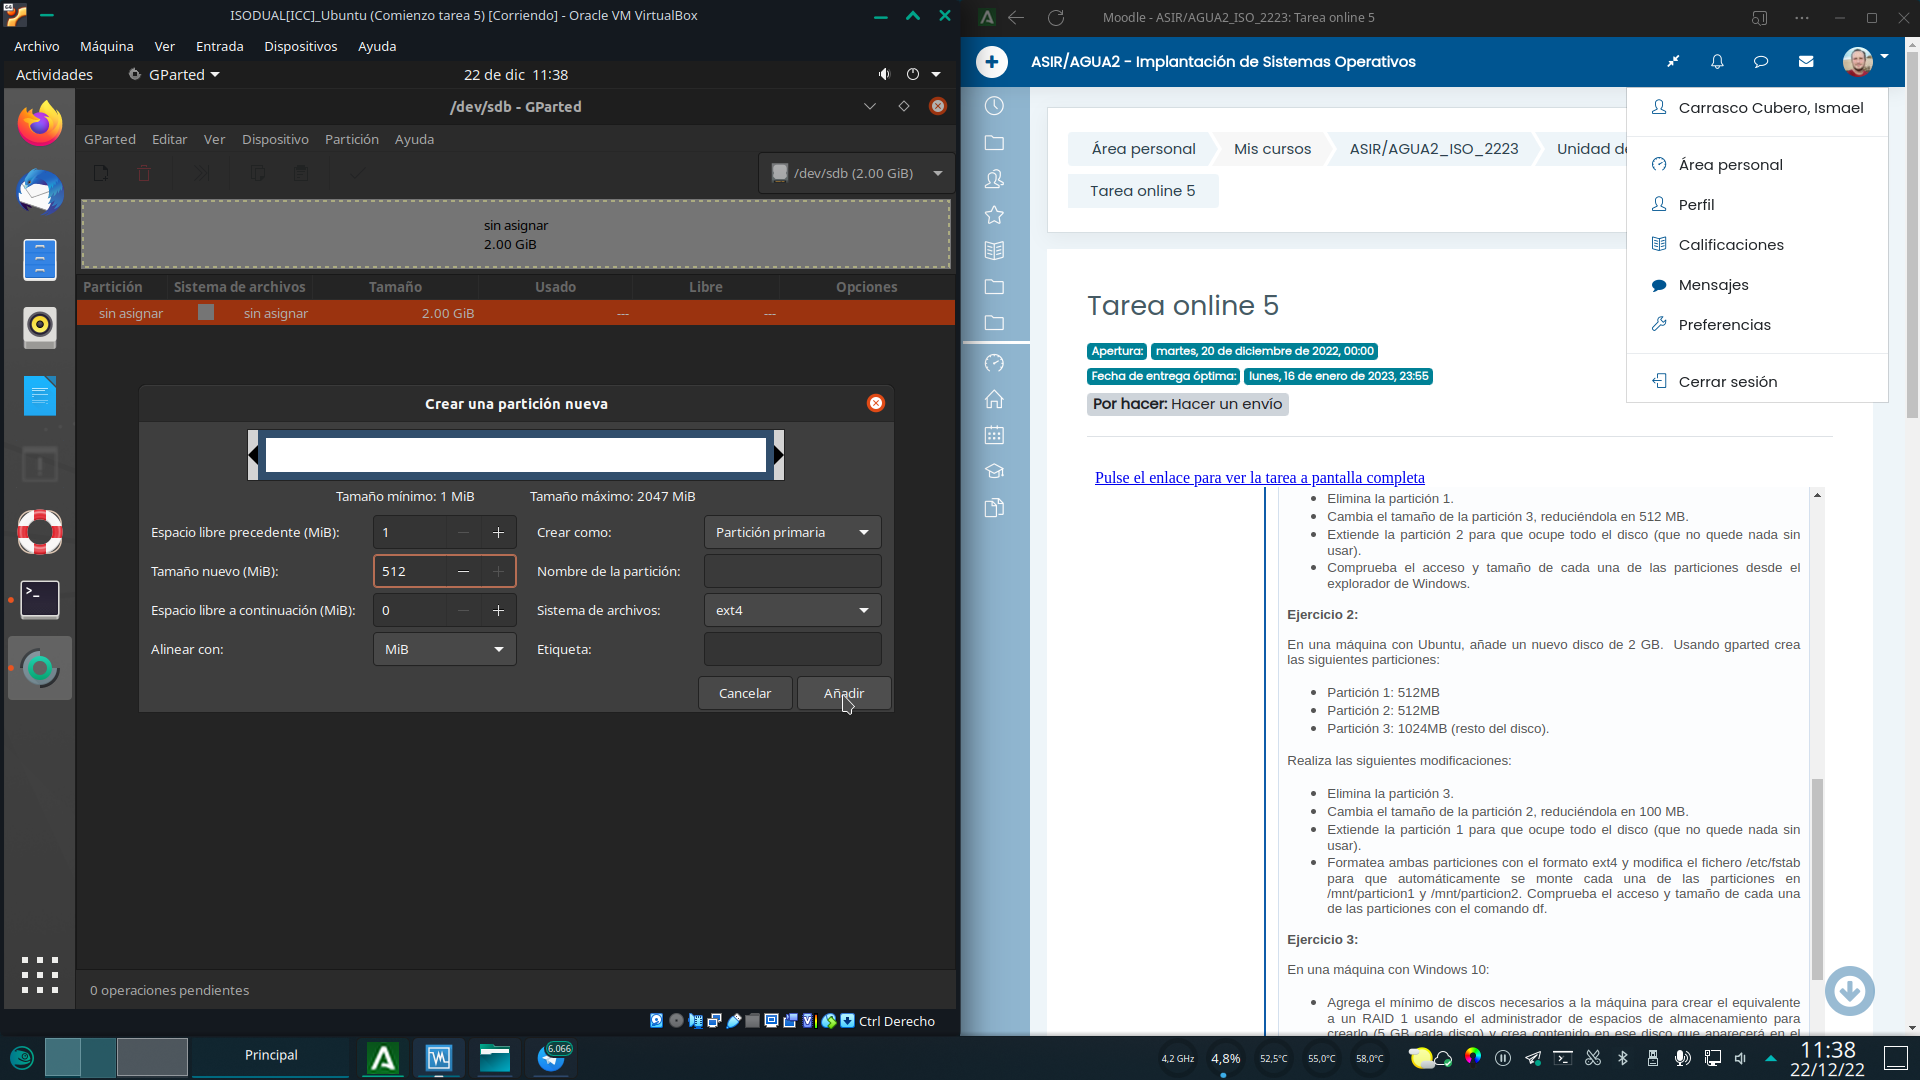 ISODUAL[ICC]_Ubuntu (Comienzo tarea 5) [Corriendo] - Oracle VM VirtualBox
Archivo Máquina Ver Entrada Dispositivos Ayuda
Actividades GParted 22 de dic 11:38
/dev/sdb - GParted
GParted Editar Ver Dispositivo Partición Ayuda
/dev/sdb (2.00 GiB)
sin asignar
2.00 GiB
Partición Sistema de archivos Tamaño Usado Libre Opciones
sin asignar sin asignar 2.00 GiB --- ---
Crear una partición nueva
Tamaño mínimo: 1 MiB Tamaño máximo: 2047 MiB
Espacio libre precedente (MiB): 1 Crear como: Partición primaria
Tamaño nuevo (MiB): 512 Nombre de la partición:
Espacio libre a continuación (MiB): 0 Sistema de archivos: ext4
Alinear con: MiB Etiqueta:
Cancelar Añadir
0 operaciones pendientes
Ctrl Derecho
Moodle - ASIR/AGUA2_ISO_2223: Tarea online 5
ASIR/AGUA2 - Implantación de Sistemas Operativos
Carrasco Cubero, Ismael
Área personal
Perfil
Calificaciones
Mensajes
Preferencias
Cerrar sesión
Área personal Mis cursos ASIR/AGUA2_ISO_2223 Unidad
Tarea online 5
Tarea online 5
Apertura: martes, 20 de diciembre de 2022, 00:00
Fecha de entrega óptima: lunes, 16 de enero de 2023, 23:55
Por hacer: Hacer un envío
Pulse el enlace para ver la tarea a pantalla completa
Elimina la partición 1.
Cambia el tamaño de la partición 3, reduciéndola en 512 MB.
Extiende la partición 2 para que ocupe todo el disco (que no quede nada sin
usar).
Comprueba el acceso y tamaño de cada una de las particiones desde el
explorador de Windows.
Ejercicio 2:
En una máquina con Ubuntu, añade un nuevo disco de 2 GB. Usando gparted crea
las siguientes particiones:
Partición 1: 512MB
Partición 2: 512MB
Partición 3: 1024MB (resto del disco).
Realiza las siguientes modificaciones:
Elimina la partición 3.
Cambia el tamaño de la partición 2, reduciéndola en 100 MB.
Extiende la partición 1 para que ocupe todo el disco (que no quede nada sin
usar).
Formatea ambas particiones con el formato ext4 y modifica el fichero /etc/fstab
para que automáticamente se monte cada una de las particiones en
/mnt/particion1 y /mnt/particion2. Comprueba el acceso y tamaño de cada una
de las particiones con el comando df.
Ejercicio 3:
En una máquina con Windows 10:
Agrega el mínimo de discos necesarios a la máquina para crear el equivalente
a un RAID 1 usando el administrador de espacios de almacenamiento para
crearlo (5 GB cada disco) y crea contenido en ese disco que aparecerá en el
Principal
6.066
4,2 GHz 4,8% 52,5°C 55,0°C 58,0°C
11:38
22/12/22